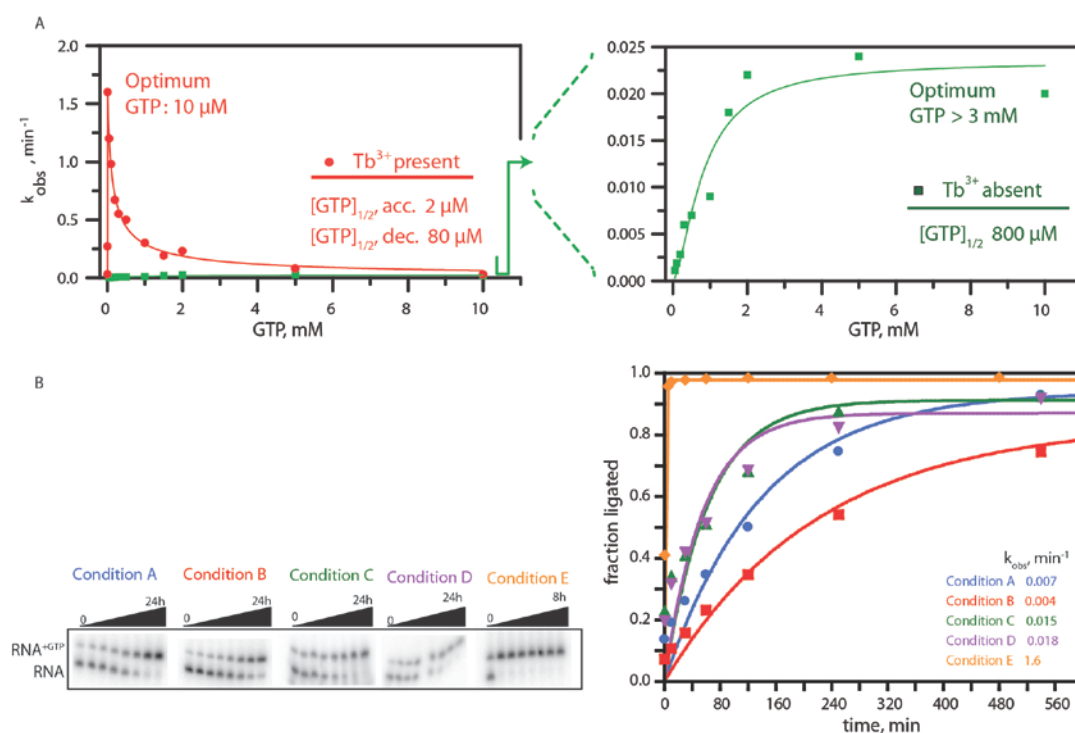 A
2.0
1.5
1.0
0.5
0.0
k_obs , min⁻¹
Optimum
GTP : 10 μM
Tb³⁺ present
[GTP]₁/₂, acc. 2 μM
[GTP]₁/₂, dec. 80 μM
0 2 4 6 8 10
GTP, mM
0.025
0.020
0.015
0.010
0.005
0.000
Optimum
GTP > 3 mM
Tb³⁺ absent
[GTP]₁/₂ 800 μM
0 2 4 6 8 10
GTP, mM
B
Condition A Condition B Condition C Condition D Condition E
0 24h 0 24h 0 24h 0 24h 0 8h
RNA⁺ᴳᵀᴾ
RNA
1.0
0.8
0.6
0.4
0.2
0.0
fraction ligated
k_obs, min⁻¹
Condition A 0.007
Condition B 0.004
Condition C 0.015
Condition D 0.018
Condition E 1.6
0 80 160 240 320 400 480 560
time, min